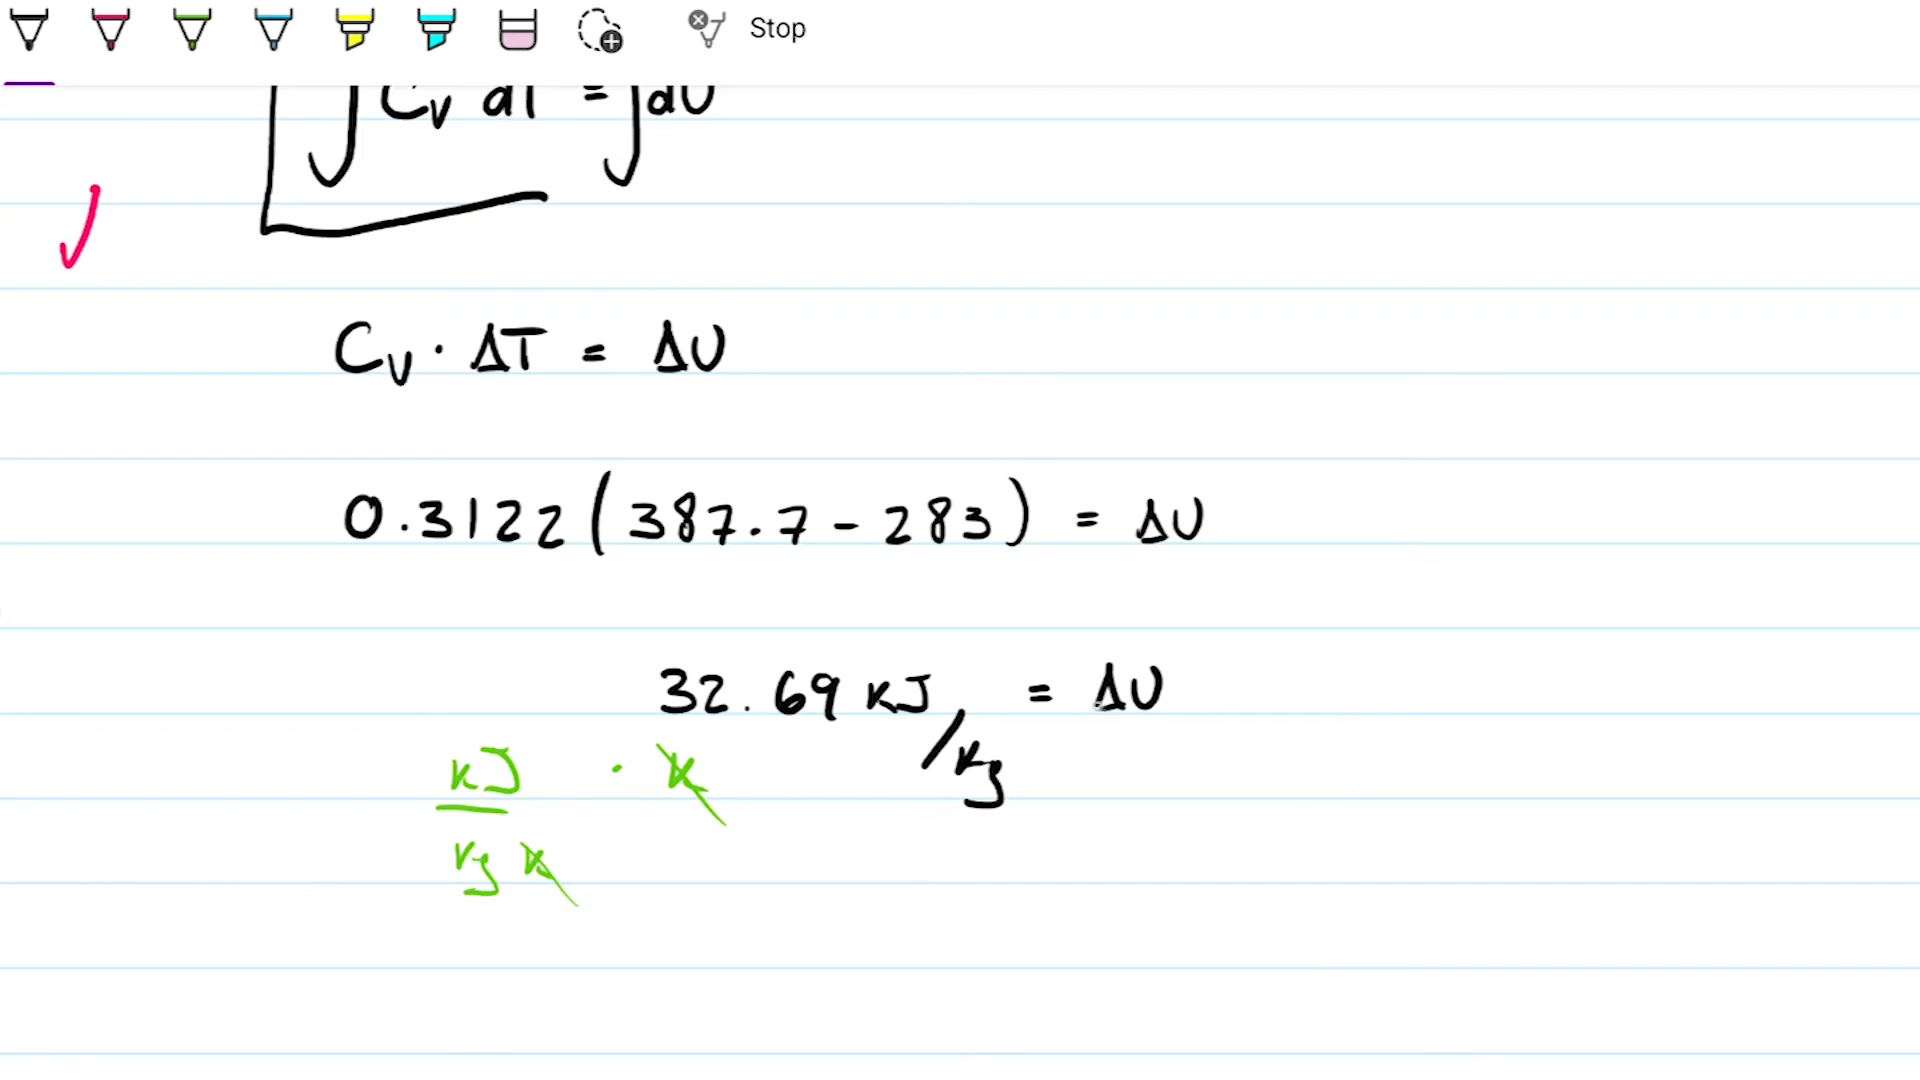 Stop
∫ Cv dT = ∫ dU
Cv · ΔT = ΔU
0.3122 (387.7 - 283) = ΔU
32.69 kJ/kg = ΔU
kJ · K
kg K